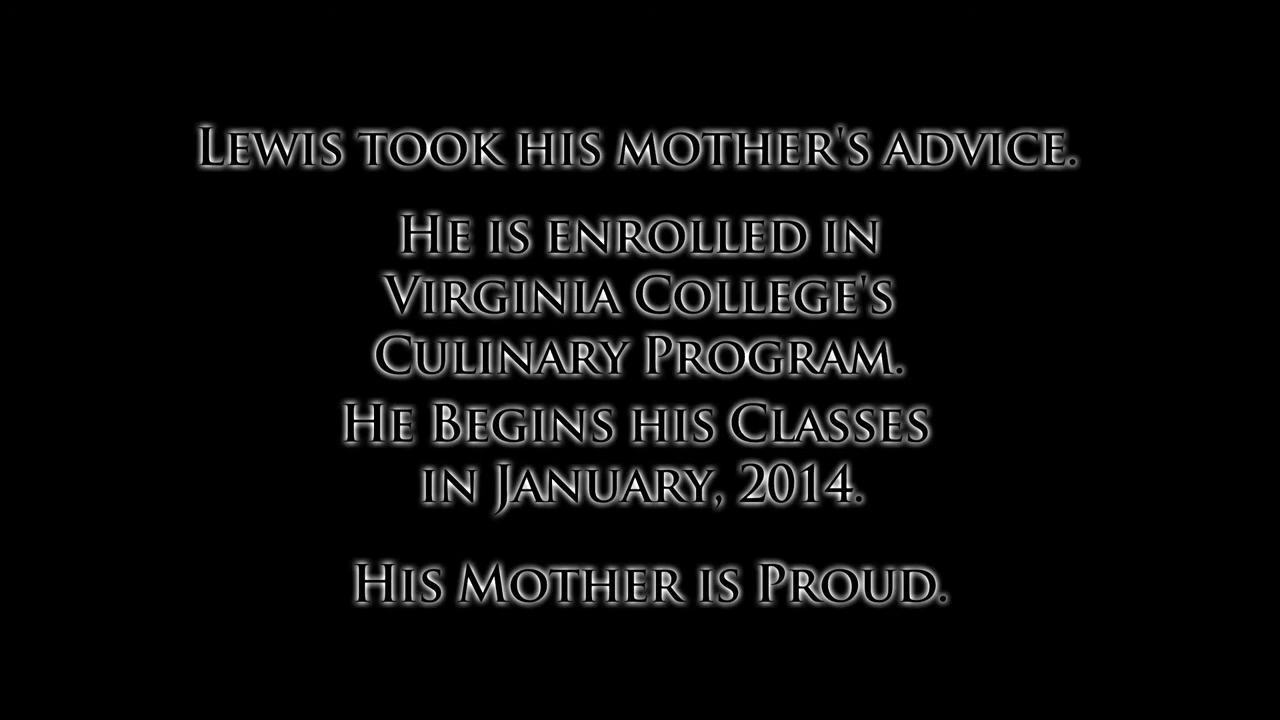 Lewis took his mother's advice.
He is enrolled in
Virginia College's
Culinary Program.
He Begins his Classes
in January, 2014.
His Mother is Proud.